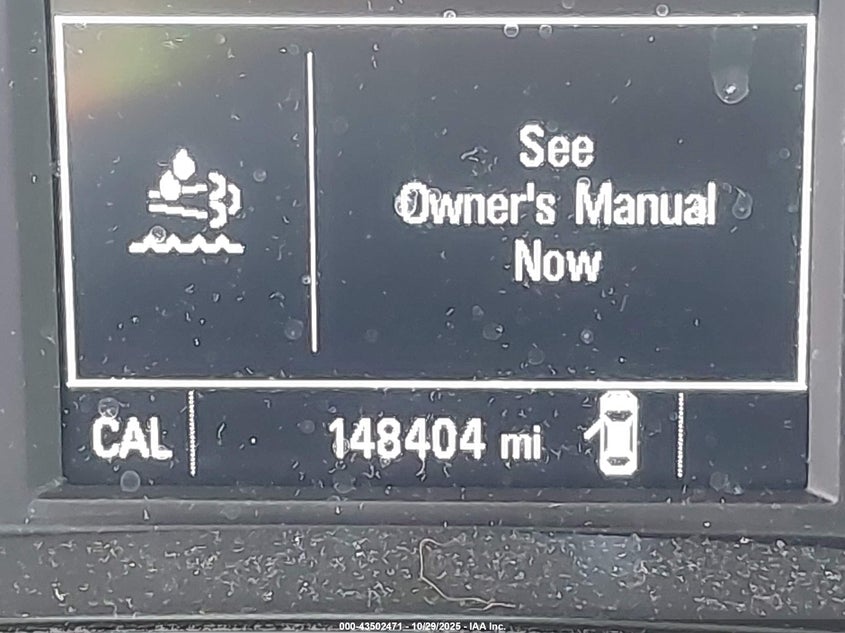 See
Owner's Manual
Now
CAL 148404 mi
000-43502471 - 10/29/2025 - IAA Inc.